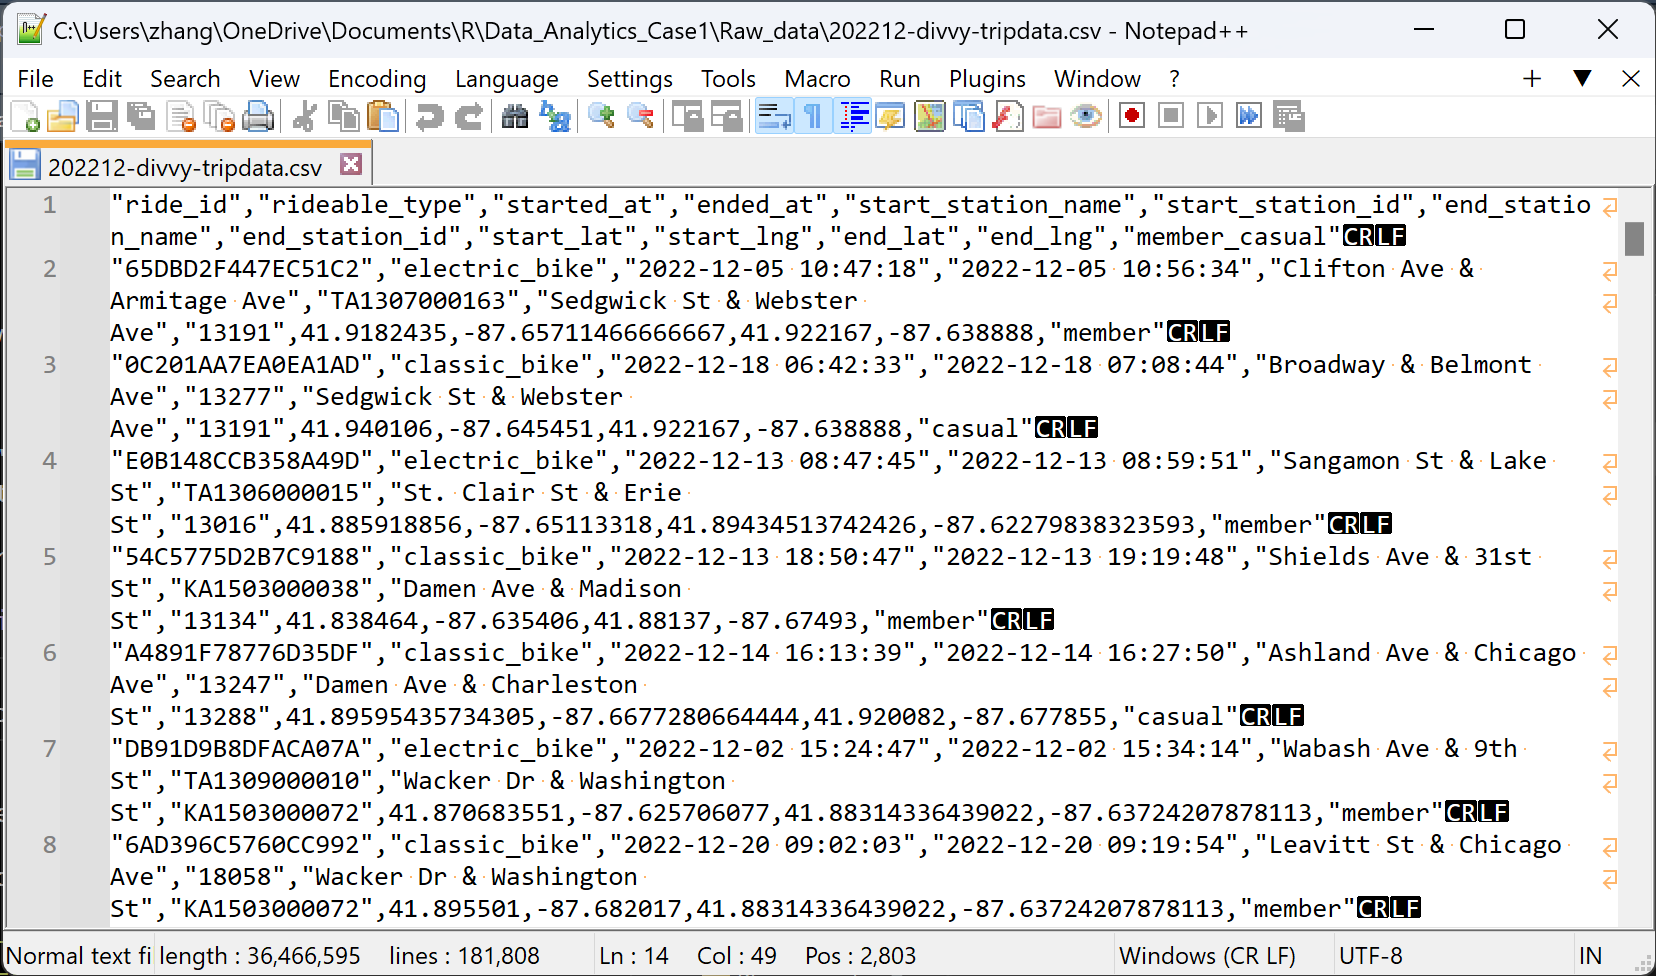 C:\Users\zhang\OneDrive\Documents\R\Data_Analytics_Case1\Raw_data\202212-divvy-tripdata.csv - Notepad++
File Edit Search View Encoding Language Settings Tools Macro Run Plugins Window ?
202212-divvy-tripdata.csv
1 "ride_id","rideable_type","started_at","ended_at","start_station_name","start_station_id","end_statio
n_name","end_station_id","start_lat","start_lng","end_lat","end_lng","member_casual"CRLF
2 "65DBD2F447EC51C2","electric_bike","2022-12-05 10:47:18","2022-12-05 10:56:34","Clifton Ave &
Armitage Ave","TA1307000163","Sedgwick St & Webster
Ave","13191",41.9182435,-87.65711466666667,41.922167,-87.638888,"member"CRLF
3 "0C201AA7EA0EA1AD","classic_bike","2022-12-18 06:42:33","2022-12-18 07:08:44","Broadway & Belmont
Ave","13277","Sedgwick St & Webster
Ave","13191",41.940106,-87.645451,41.922167,-87.638888,"casual"CRLF
4 "E0B148CCB358A49D","electric_bike","2022-12-13 08:47:45","2022-12-13 08:59:51","Sangamon St & Lake
St","TA1306000015","St. Clair St & Erie
St","13016",41.885918856,-87.65113318,41.89434513742426,-87.62279838323593,"member"CRLF
5 "54C5775D2B7C9188","classic_bike","2022-12-13 18:50:47","2022-12-13 19:19:48","Shields Ave & 31st
St","KA1503000038","Damen Ave & Madison
St","13134",41.838464,-87.635406,41.88137,-87.67493,"member"CRLF
6 "A4891F78776D35DF","classic_bike","2022-12-14 16:13:39","2022-12-14 16:27:50","Ashland Ave & Chicago
Ave","13247","Damen Ave & Charleston
St","13288",41.89595435734305,-87.6677280664444,41.920082,-87.677855,"casual"CRLF
7 "DB91D9B8DFACA07A","electric_bike","2022-12-02 15:24:47","2022-12-02 15:34:14","Wabash Ave & 9th
St","TA1309000010","Wacker Dr & Washington
St","KA1503000072",41.870683551,-87.625706077,41.88314336439022,-87.63724207878113,"member"CRLF
8 "6AD396C5760CC992","classic_bike","2022-12-20 09:02:03","2022-12-20 09:19:54","Leavitt St & Chicago
Ave","18058","Wacker Dr & Washington
St","KA1503000072",41.895501,-87.682017,41.88314336439022,-87.63724207878113,"member"CRLF
Normal text fi length : 36,466,595 lines : 181,808 Ln : 14 Col : 49 Pos : 2,803 Windows (CR LF) UTF-8 IN